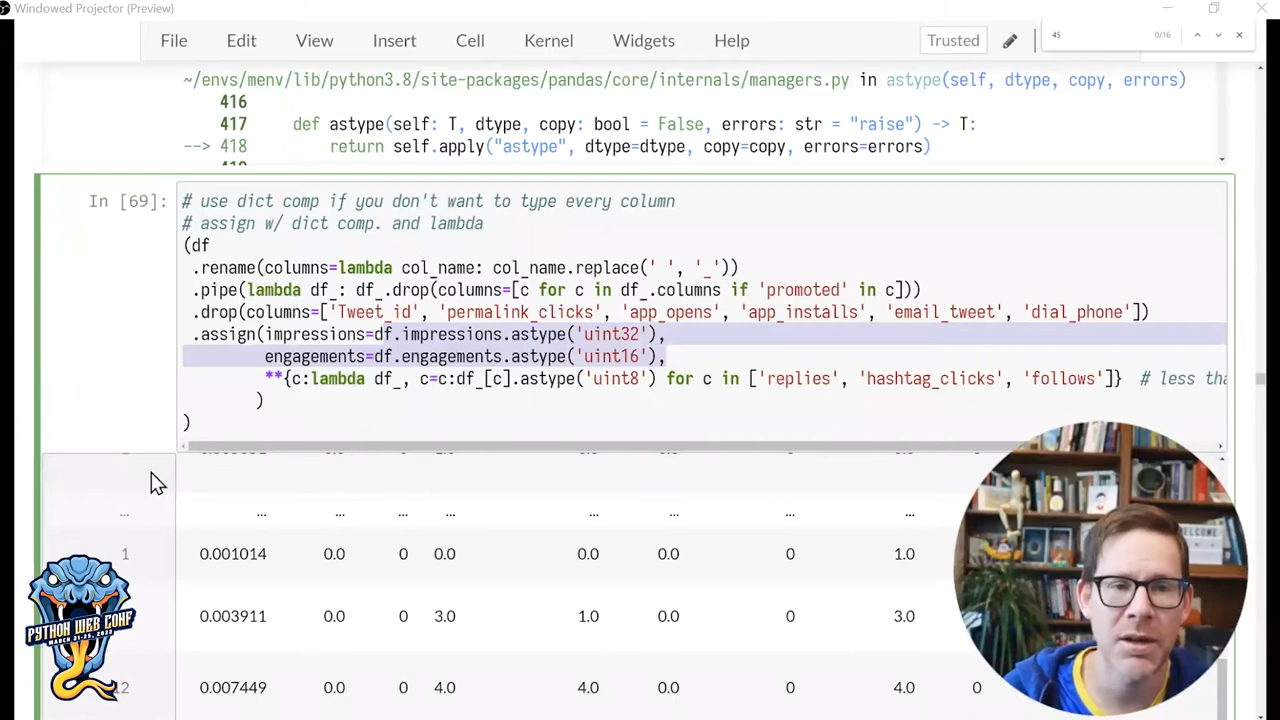 Windowed Projector (Preview)
File Edit View Insert Cell Kernel Widgets Help Trusted
45 0/16
~/envs/menv/lib/python3.8/site-packages/pandas/core/internals/managers.py in astype(self, dtype, copy, errors)
416
417 def astype(self: T, dtype, copy: bool = False, errors: str = "raise") -> T:
--> 418 return self.apply("astype", dtype=dtype, copy=copy, errors=errors)
In [69]:
# use dict comp if you don't want to type every column
# assign w/ dict comp. and lambda
(df
.rename(columns=lambda col_name: col_name.replace(' ', '_'))
.pipe(lambda df_: df_.drop(columns=[c for c in df_.columns if 'promoted' in c]))
.drop(columns=['Tweet_id', 'permalink_clicks', 'app_opens', 'app_installs', 'email_tweet', 'dial_phone'])
.assign(impressions=df.impressions.astype('uint32'),
engagements=df.engagements.astype('uint16'),
**{c:lambda df_, c=c:df_[c].astype('uint8') for c in ['replies', 'hashtag_clicks', 'follows']} # less tha
)
)
... ... ... ... ... ... ... ...
1 0.001014 0.0 0 0.0 0.0 0.0 0 1.0
0.003911 0.0 0 3.0 1.0 0.0 0 3.0
12 0.007449 0.0 0 4.0 4.0 0.0 0 4.0 0
PYTHON WEB CONF
MARCH 21-25, 2022
WELCOME